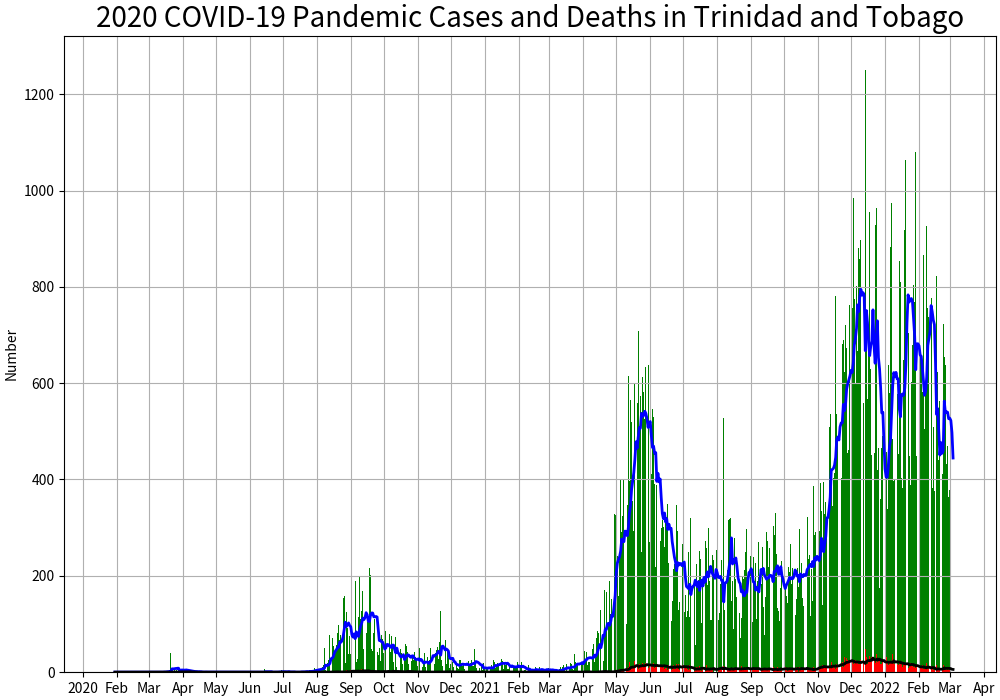 2020 COVID-19 Pandemic Cases and Deaths in Trinidad and Tobago
1200
1000
800
600
400
200
0
Number
2020 Feb Mar Apr May Jun Jul Aug Sep Oct Nov Dec 2021 Feb Mar Apr May Jun Jul Aug Sep Oct Nov Dec 2022 Feb Mar Apr